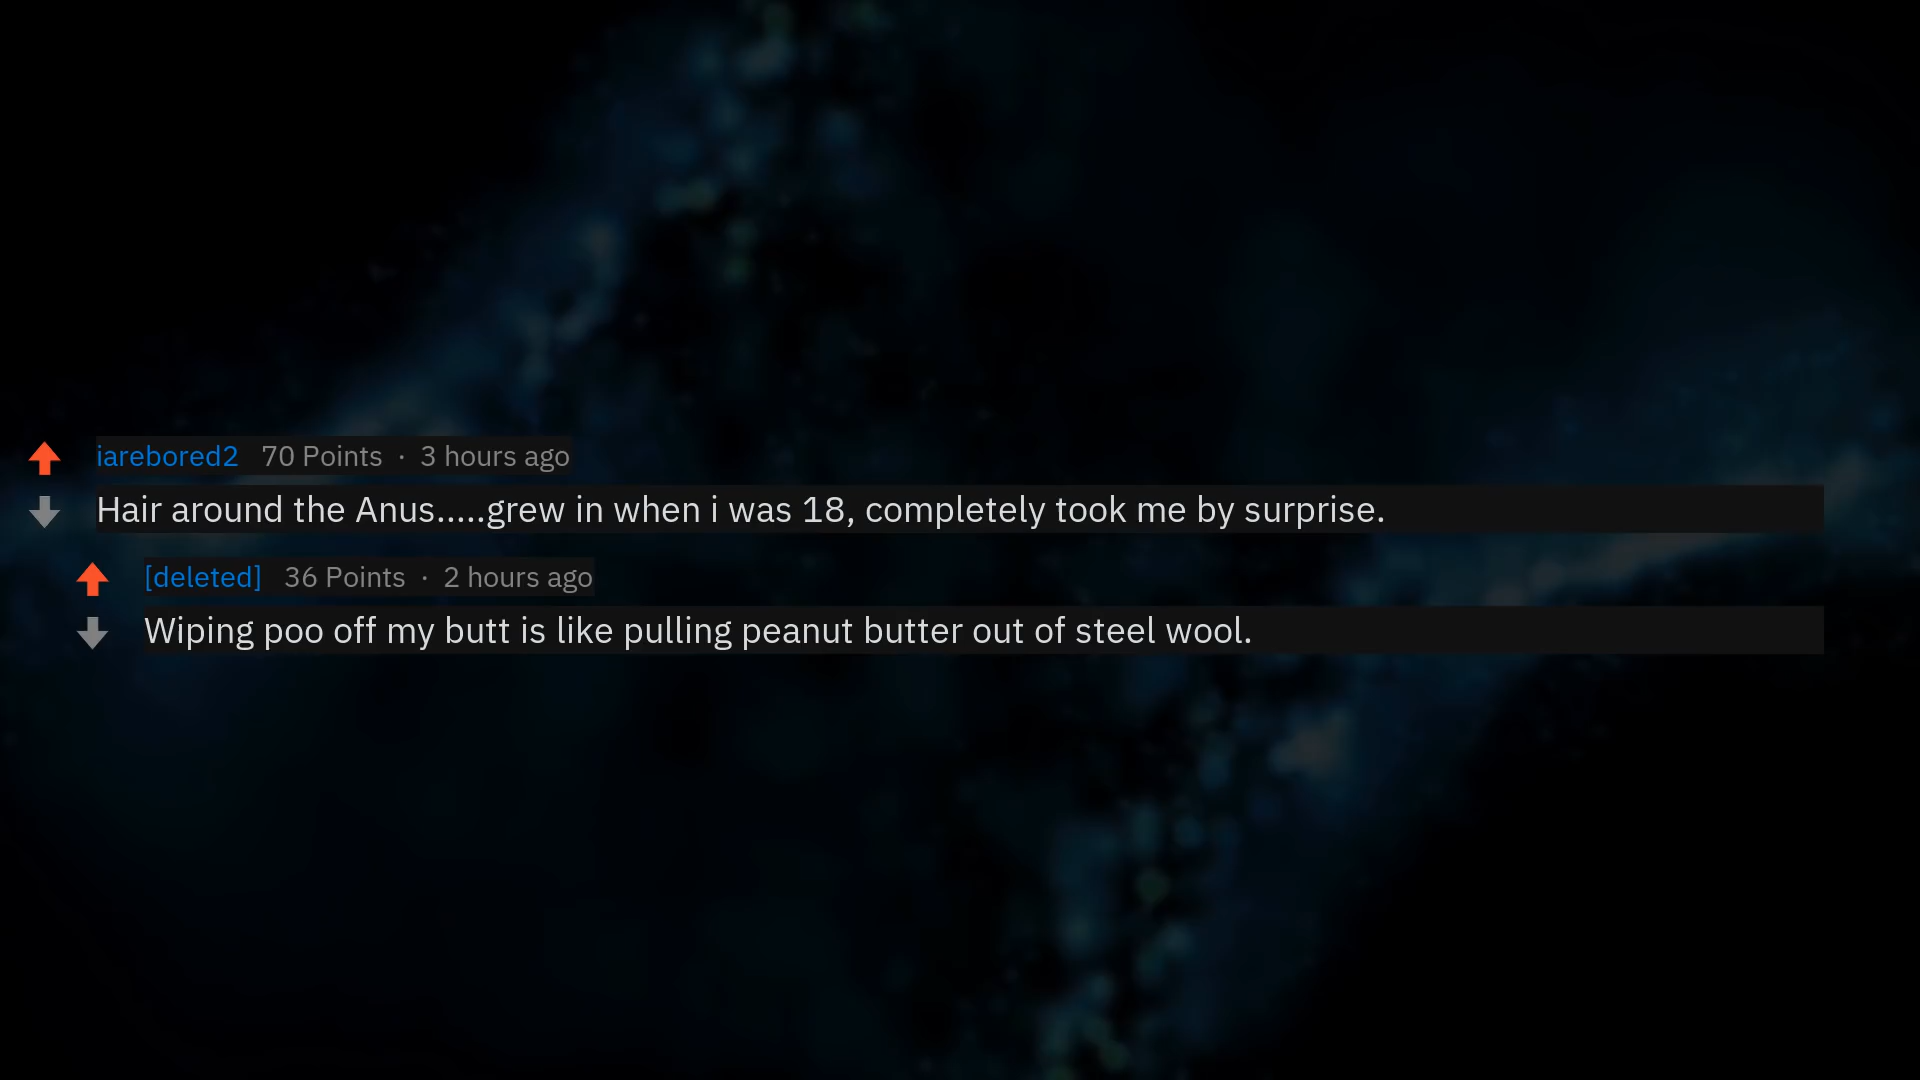 iarebored2 70 Points · 3 hours ago
Hair around the Anus.....grew in when i was 18, completely took me by surprise.
[deleted] 36 Points · 2 hours ago
Wiping poo off my butt is like pulling peanut butter out of steel wool.